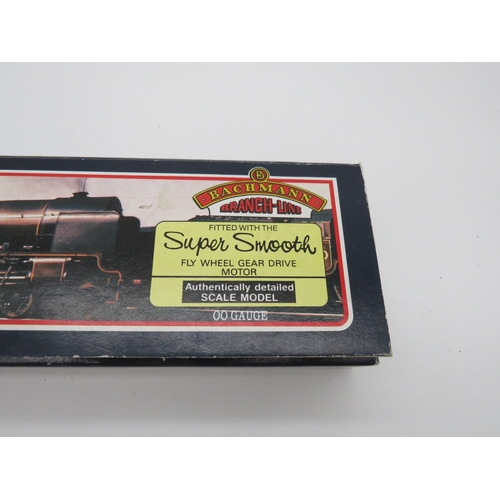 BACHMANN
BRANCH-LINE
FITTED WITH THE
Super Smooth
FLY WHEEL GEAR DRIVE
MOTOR
Authentically detailed
SCALE MODEL
OO GAUGE